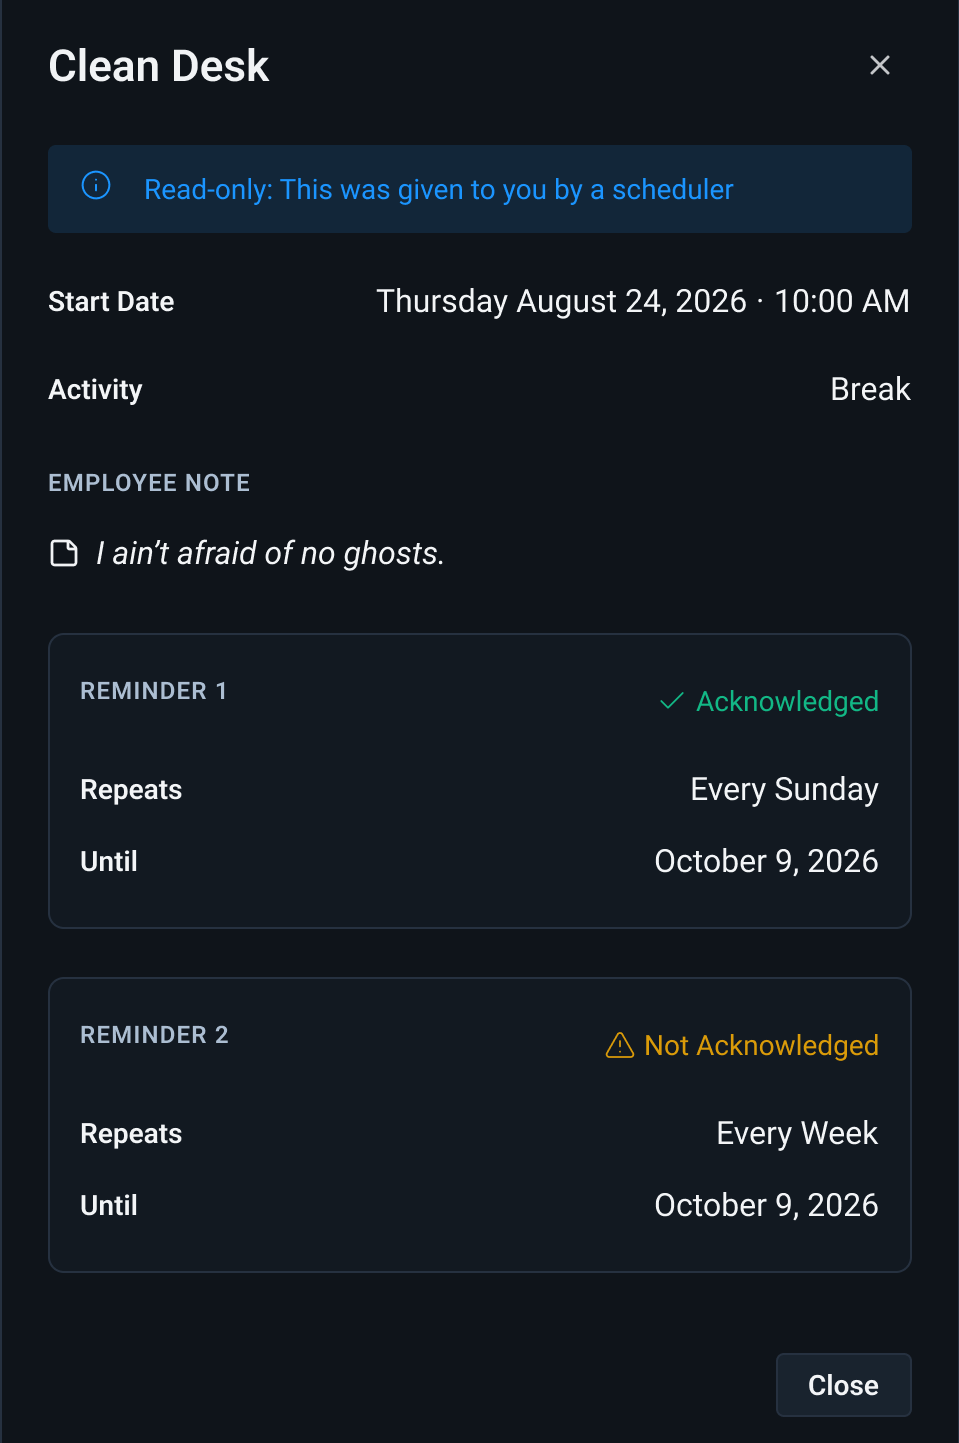 Clean Desk
Read-only: This was given to you by a scheduler
Start Date Thursday August 24, 2026 · 10:00 AM
Activity Break
EMPLOYEE NOTE
I ain’t afraid of no ghosts.
REMINDER 1 Acknowledged
Repeats Every Sunday
Until October 9, 2026
REMINDER 2 Not Acknowledged
Repeats Every Week
Until October 9, 2026
Close